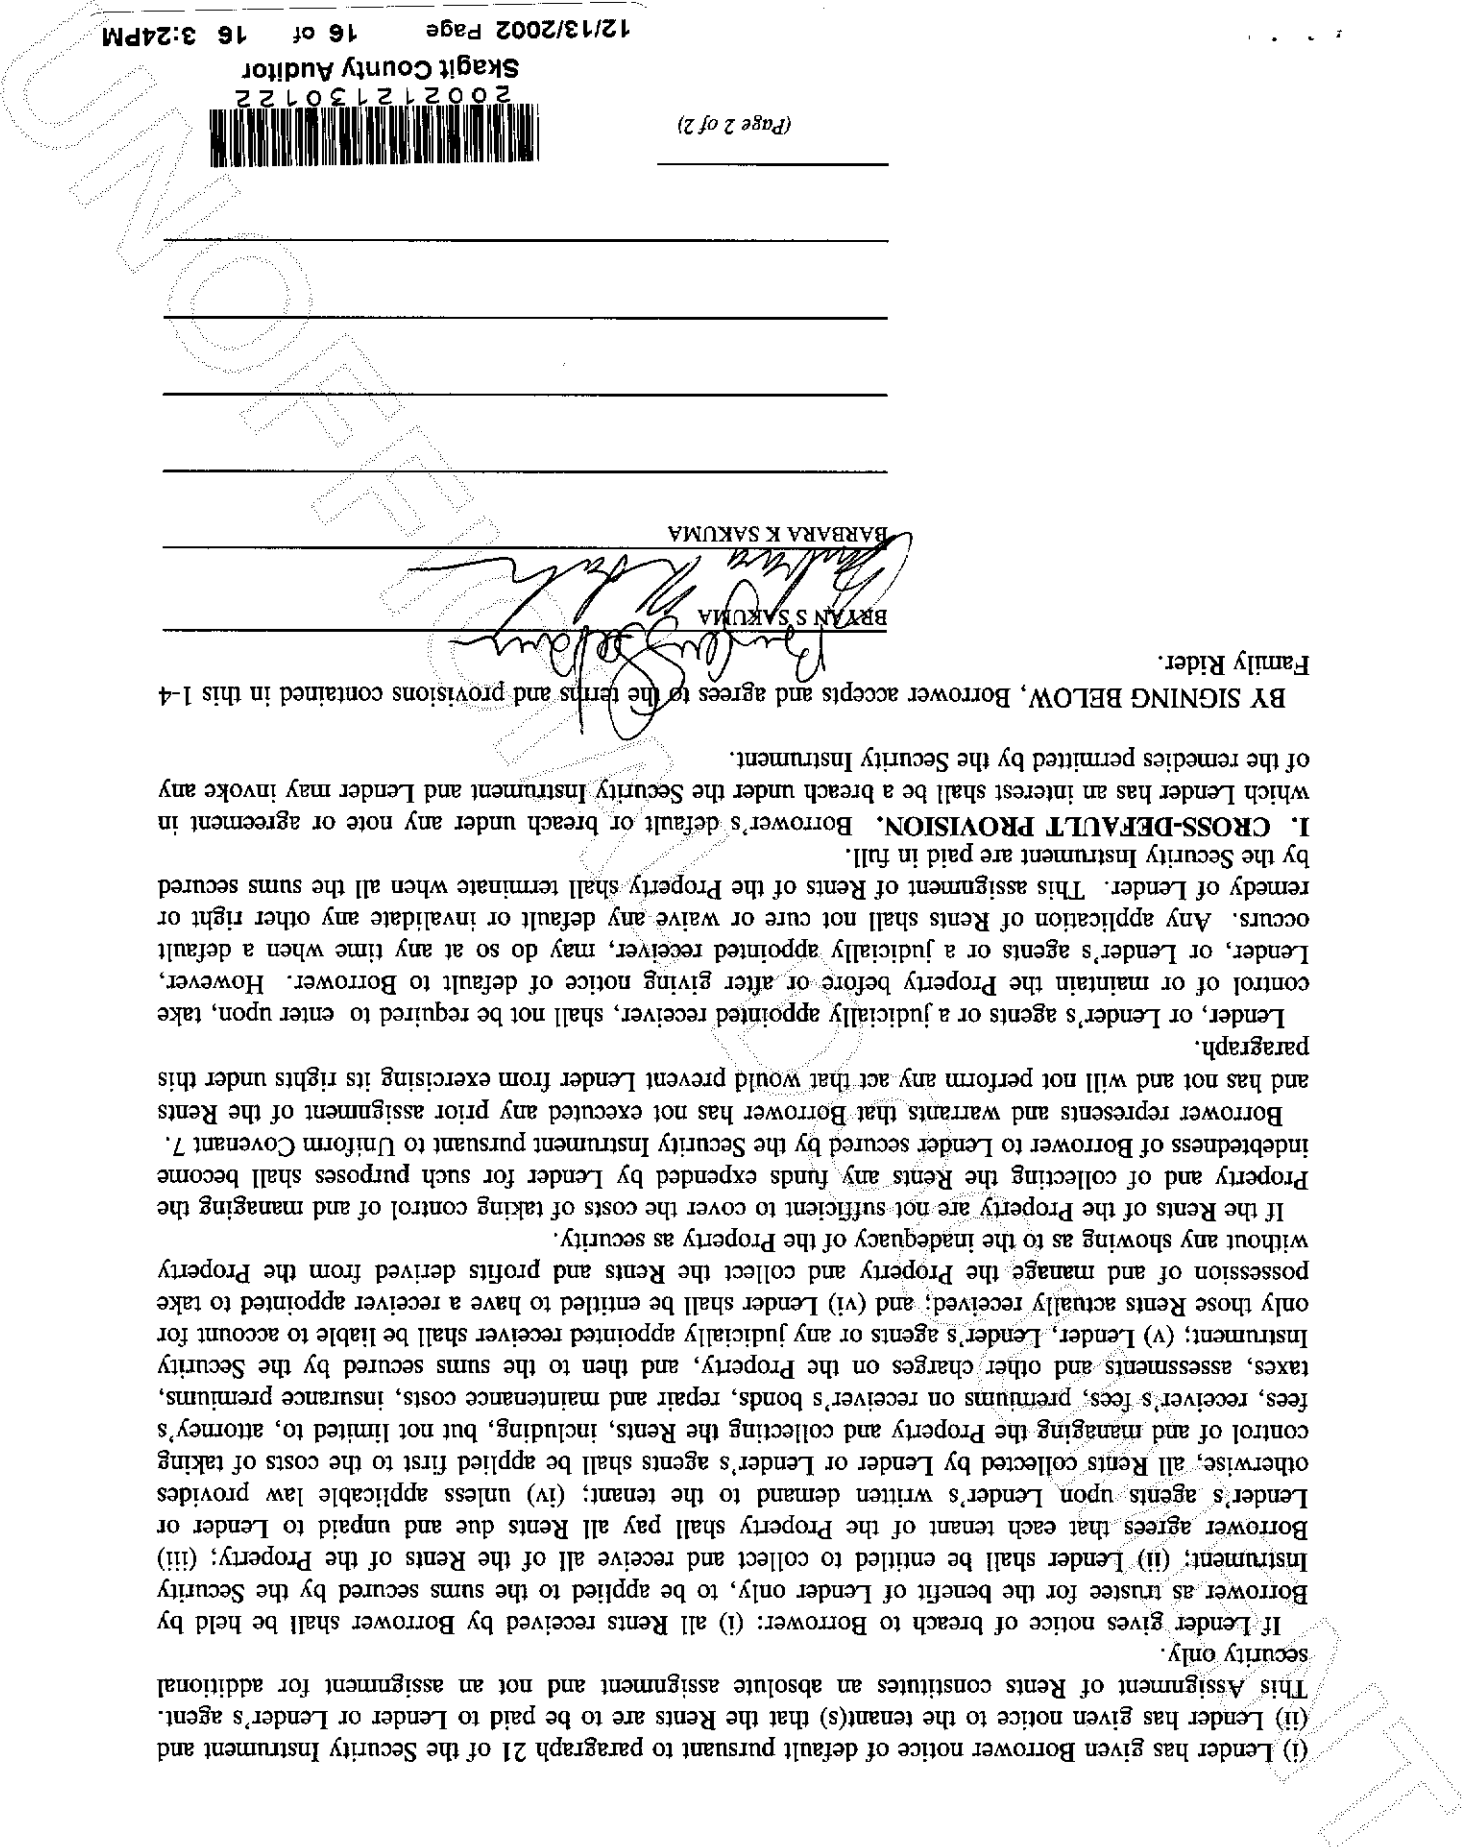 (i) Lender has given Borrower notice of default pursuant to paragraph 21 of the Security Instrument and
(ii) Lender has given notice to the tenant(s) that the Rents are to be paid to Lender or Lender's agent.
This Assignment of Rents constitutes an absolute assignment and not an assignment for additional
security only.
If Lender gives notice of breach to Borrower: (i) all Rents received by Borrower shall be held by
Borrower as trustee for the benefit of Lender only, to be applied to the sums secured by the Security
Instrument; (ii) Lender shall be entitled to collect and receive all of the Rents of the Property; (iii)
Borrower agrees that each tenant of the Property shall pay all Rents due and unpaid to Lender or
Lender's agents upon Lender's written demand to the tenant; (iv) unless applicable law provides
otherwise, all Rents collected by Lender or Lender's agents shall be applied first to the costs of taking
control of and managing the Property and collecting the Rents, including, but not limited to, attorney's
fees, receiver's fees, premiums on receiver's bonds, repair and maintenance costs, insurance premiums,
taxes, assessments and other charges on the Property, and then to the sums secured by the Security
Instrument; (v) Lender, Lender's agents or any judicially appointed receiver shall be liable to account for
only those Rents actually received; and (vi) Lender shall be entitled to have a receiver appointed to take
possession of and manage the Property and collect the Rents and profits derived from the Property
without any showing as to the inadequacy of the Property as security.
If the Rents of the Property are not sufficient to cover the costs of taking control of and managing the
Property and of collecting the Rents any funds expended by Lender for such purposes shall become
indebtedness of Borrower to Lender secured by the Security Instrument pursuant to Uniform Covenant 7.
Borrower represents and warrants that Borrower has not executed any prior assignment of the Rents
and has not and will not perform any act that would prevent Lender from exercising its rights under this
paragraph.
Lender, or Lender's agents or a judicially appointed receiver, shall not be required to enter upon, take
control of or maintain the Property before or after giving notice of default to Borrower. However,
Lender, or Lender's agents or a judicially appointed receiver, may do so at any time when a default
occurs. Any application of Rents shall not cure or waive any default or invalidate any other right or
remedy of Lender. This assignment of Rents of the Property shall terminate when all the sums secured
by the Security Instrument are paid in full.
I. CROSS-DEFAULT PROVISION. Borrower's default or breach under any note or agreement in
which Lender has an interest shall be a breach under the Security Instrument and Lender may invoke any
of the remedies permitted by the Security Instrument.
BY SIGNING BELOW, Borrower accepts and agrees to the terms and provisions contained in this 1-4
Family Rider.
BRYAN S SAKUMA
BARBARA K SAKUMA
(Page 2 of 2)
200212130122
Skagit County Auditor
12/13/2002 Page 16 of 16 3:24PM
UNOFFICIAL DOCUMENT